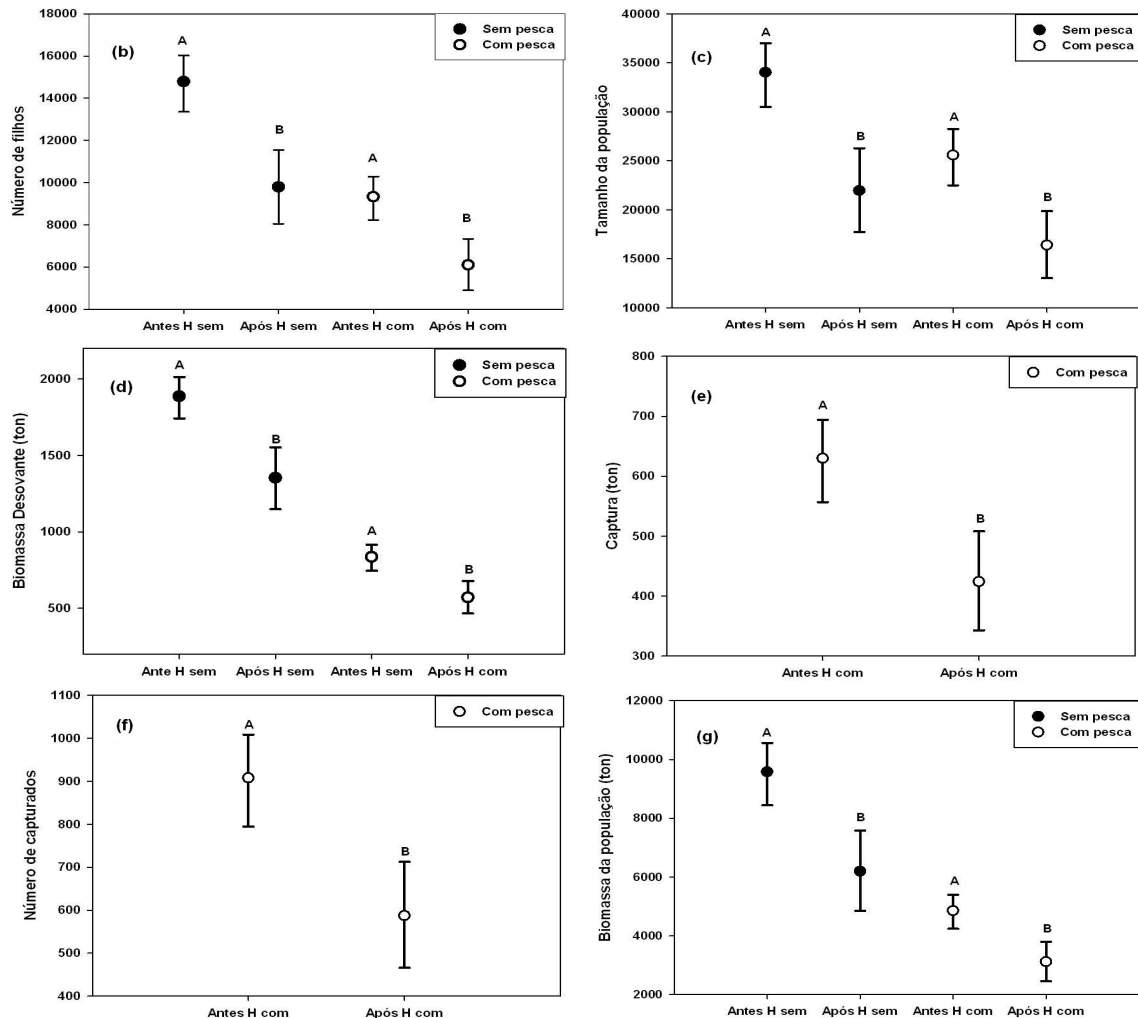 (b)
Sem pesca
Com pesca
Número de filhos
18000
16000
14000
12000
10000
8000
6000
4000
A
B
A
B
Antes H sem
Após H sem
Antes H com
Após H com
(c)
Sem pesca
Com pesca
Tamanho da população
40000
35000
30000
25000
20000
15000
10000
A
B
A
B
Antes H sem
Após H sem
Antes H com
Após H com
(d)
Sem pesca
Com pesca
Biomassa Desovante (ton)
2000
1500
1000
500
A
B
A
B
Ante H sem
Após H sem
Antes H sem
Após H com
(e)
Com pesca
Captura (ton)
800
700
600
500
400
300
A
B
Antes H com
Após H com
(f)
Com pesca
Número de capturados
1100
1000
900
800
700
600
500
400
A
B
Antes H com
Após H com
(g)
Sem pesca
Com pesca
Biomassa da população (ton)
12000
10000
8000
6000
4000
2000
A
B
A
B
Antes H sem
Após H sem
Antes H com
Após H com